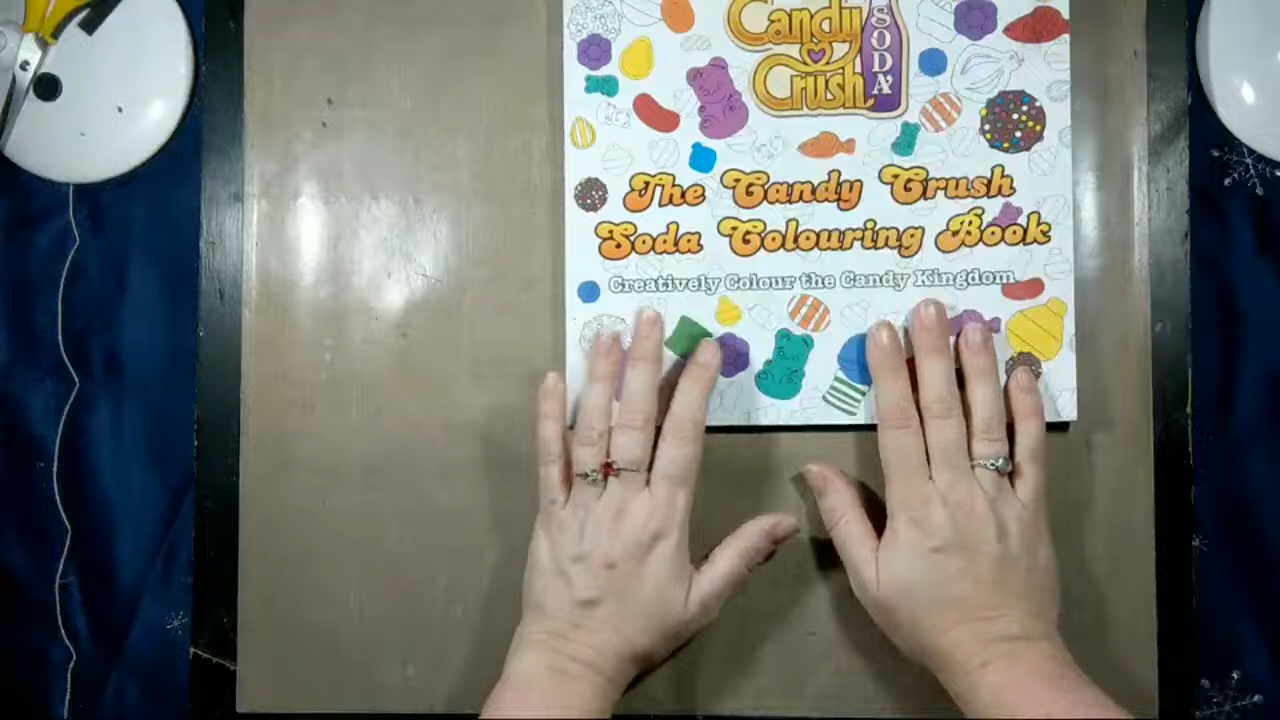 Candy
Crush
SODA
The Candy Crush
Soda Colouring Book
Creatively Colour the Candy Kingdom